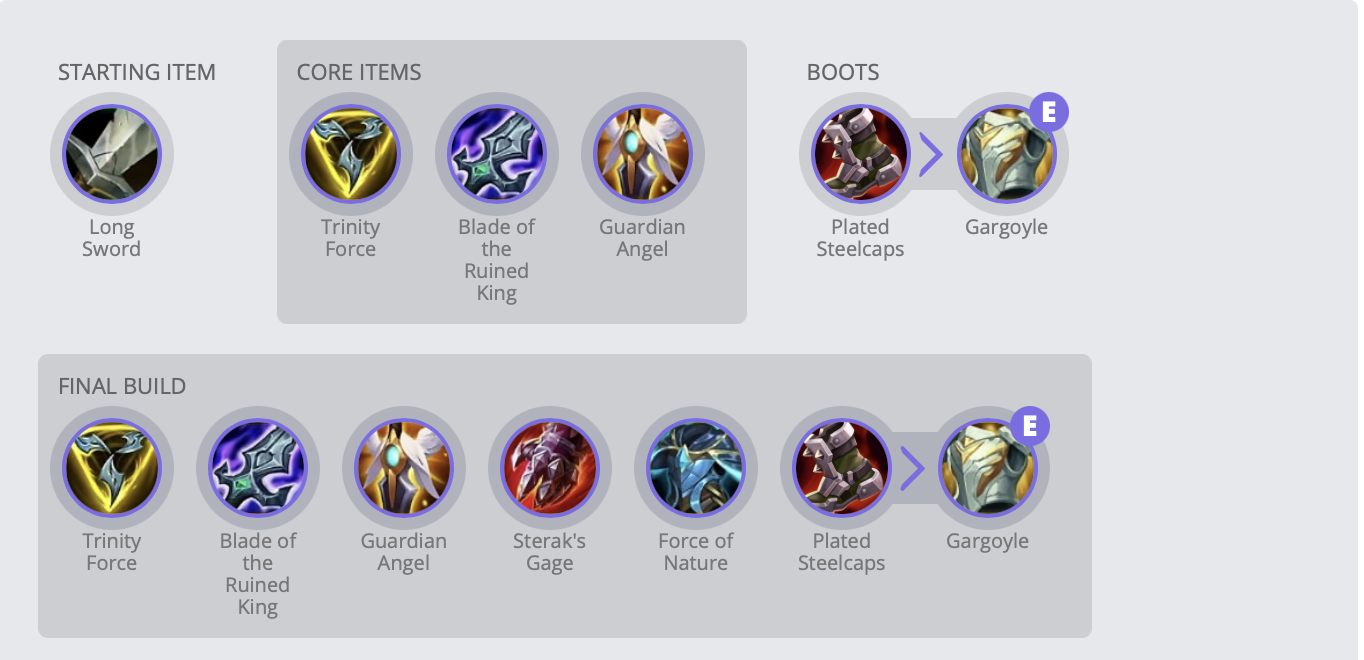 STARTING ITEM
Long
Sword
CORE ITEMS
Trinity
Force
Blade of
the
Ruined
King
Guardian
Angel
BOOTS
Plated
Steelcaps
E
Gargoyle
FINAL BUILD
Trinity
Force
Blade of
the
Ruined
King
Guardian
Angel
Sterak's
Gage
Force of
Nature
Plated
Steelcaps
E
Gargoyle